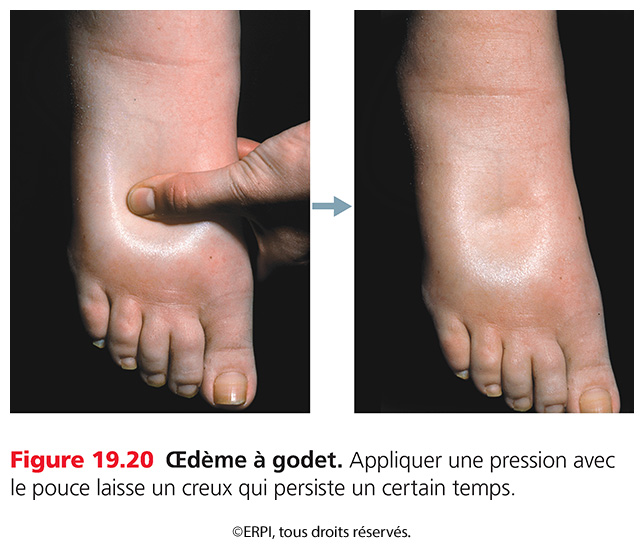 Figure 19.20 Œdème à godet. Appliquer une pression avec
le pouce laisse un creux qui persiste un certain temps.
©ERPI, tous droits réservés.